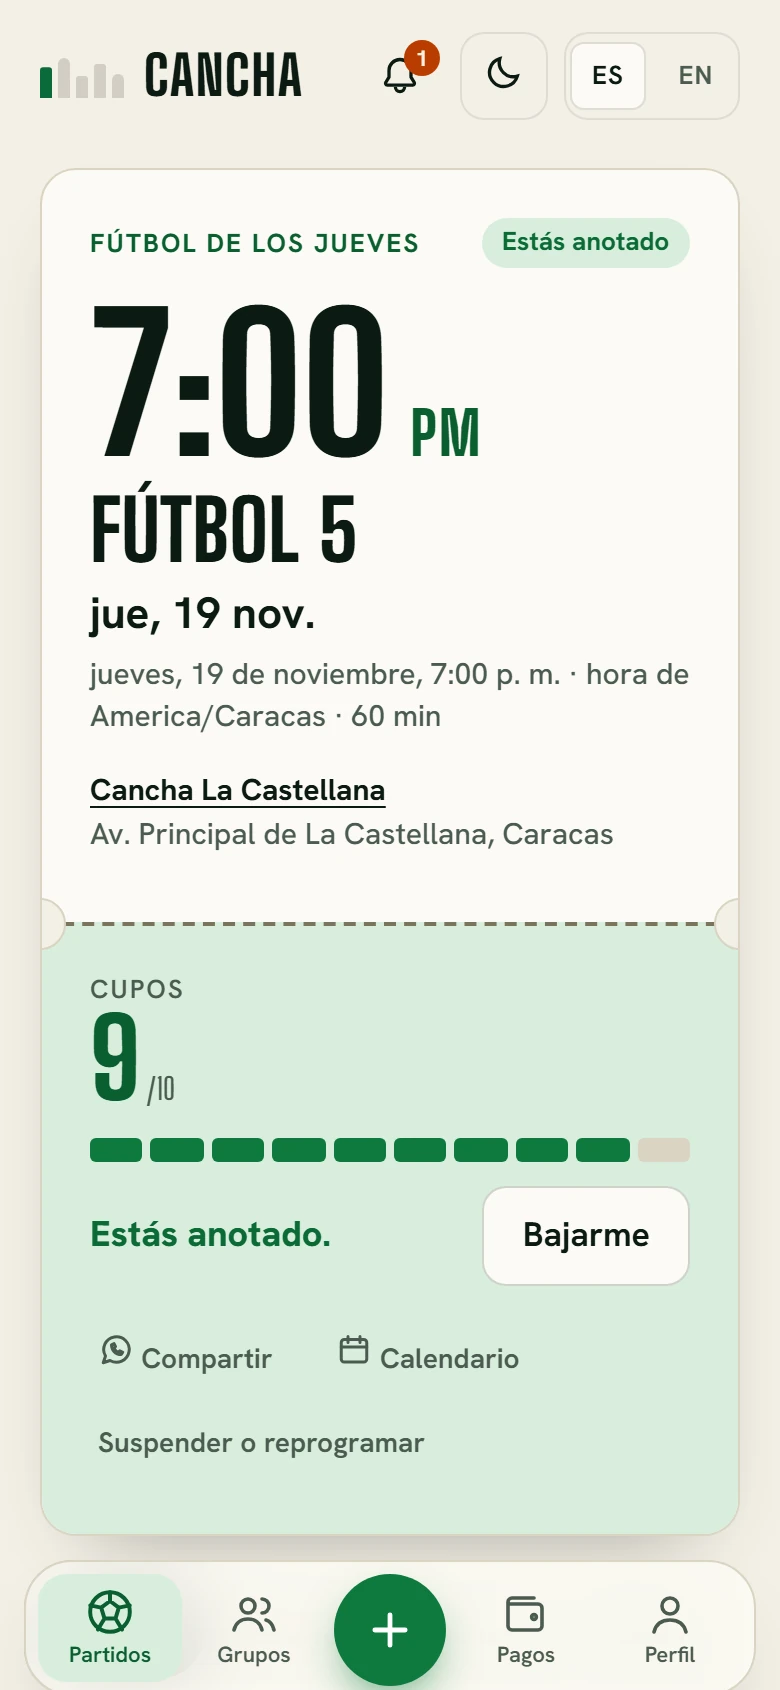 CANCHA
1
ES
EN
FÚTBOL DE LOS JUEVES
Estás anotado
7:00 PM
FÚTBOL 5
jue, 19 nov.
jueves, 19 de noviembre, 7:00 p. m. · hora de
America/Caracas · 60 min
Cancha La Castellana
Av. Principal de La Castellana, Caracas
CUPOS
9/10
Estás anotado.
Bajarme
Compartir
Calendario
Suspender o reprogramar
Partidos
Grupos
Pagos
Perfil